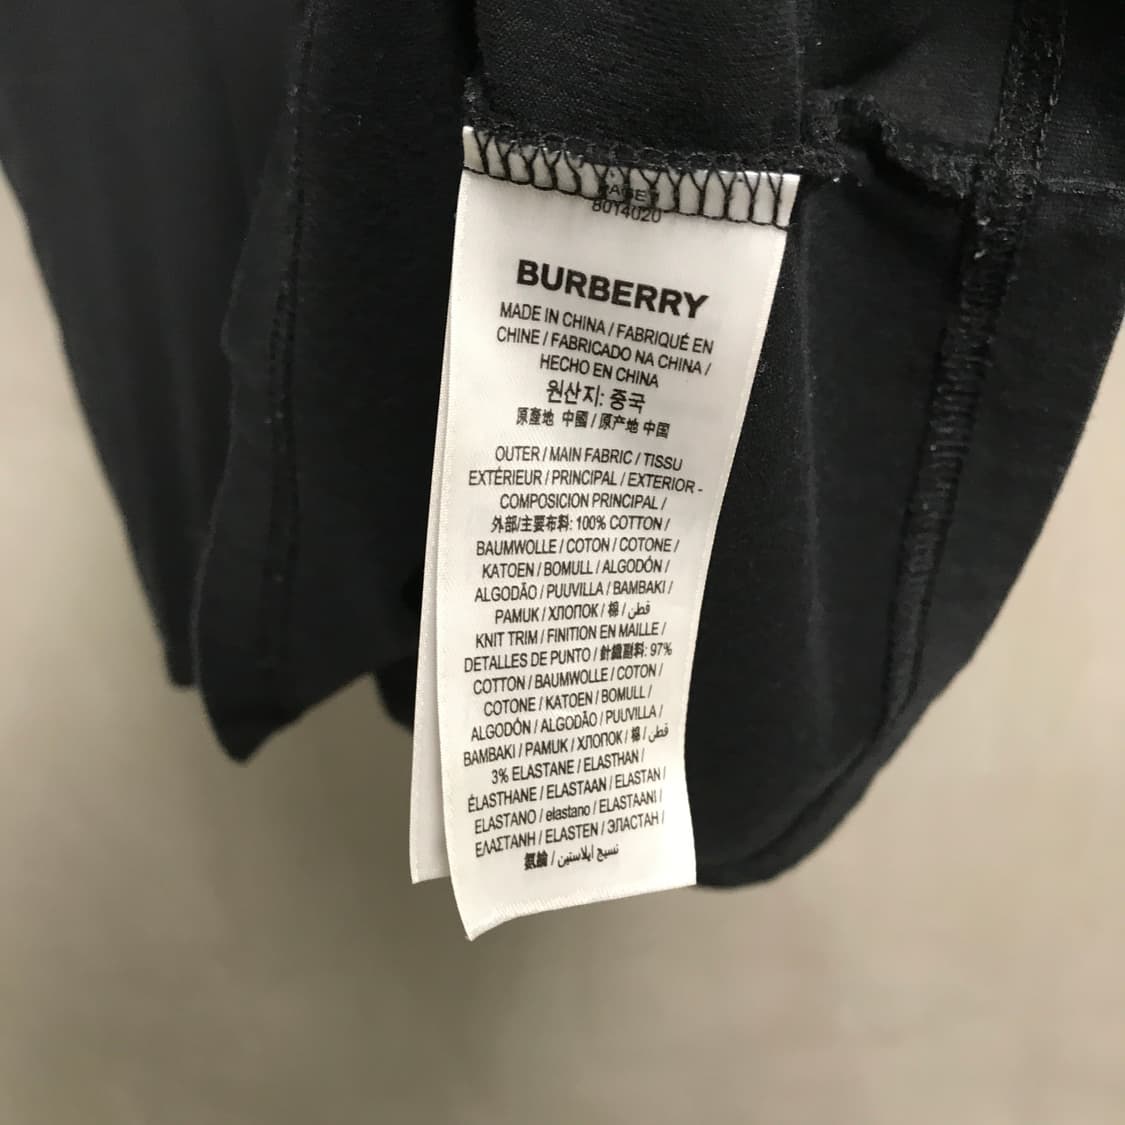 8014020
BURBERRY
MADE IN CHINA / FABRIQUÉ EN
CHINE / FABRICADO NA CHINA /
HECHO EN CHINA
원산지: 중국
原產地 中國 / 原产地 中国
OUTER / MAIN FABRIC / TISSU
EXTÉRIEUR / PRINCIPAL / EXTERIOR -
COMPOSICION PRINCIPAL /
外部/主要布料: 100% COTTON /
BAUMWOLLE / COTON / COTONE /
KATOEN / BOMULL / ALGODÓN /
ALGODÃO / PUUVILLA / BAMBAKI /
PAMUK / ХЛОПОК / 棉 / قطن
KNIT TRIM / FINITION EN MAILLE /
DETALLES DE PUNTO / 針織副料: 97%
COTTON / BAUMWOLLE / COTON /
COTONE / KATOEN / BOMULL /
ALGODÓN / ALGODÃO / PUUVILLA /
BAMBAKI / PAMUK / ХЛОПОК / 棉 / قطن
3% ELASTANE / ELASTHAN /
ÉLASTHANE / ELASTAAN / ELASTAN /
ELASTANO / elastano / ELASTAANI /
ΕΛΑΣΤΑΝΗ / ELASTEN / ЭЛАСТАН /
氨綸 / نسيج ايلاستين